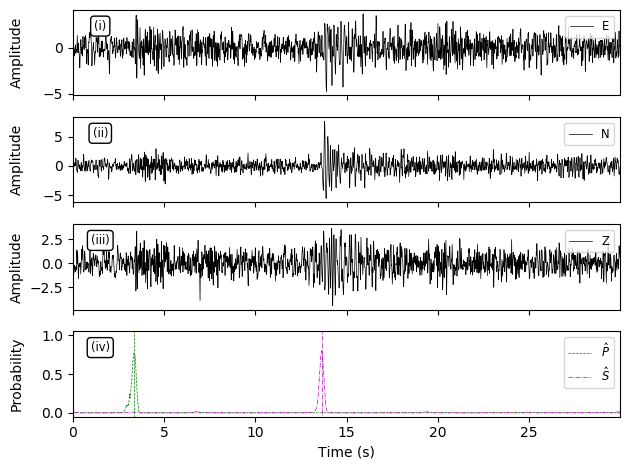 (i)
E
Amplitude
0
−5
(ii)
N
Amplitude
5
0
−5
(iii)
Z
Amplitude
2.5
0.0
−2.5
(iv)
P̂
Ŝ
Probability
1.0
0.5
0.0
0 5 10 15 20 25
Time (s)